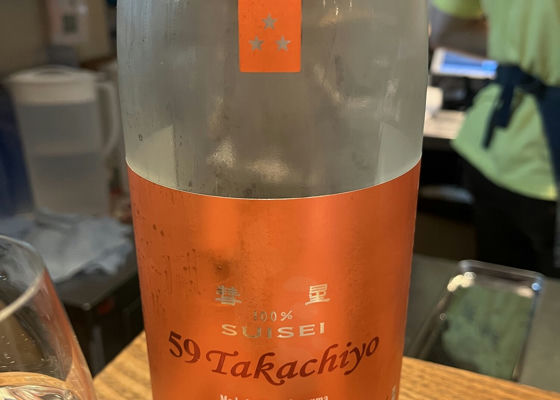 彗星
100%
SUISEI
59 Takachiyo